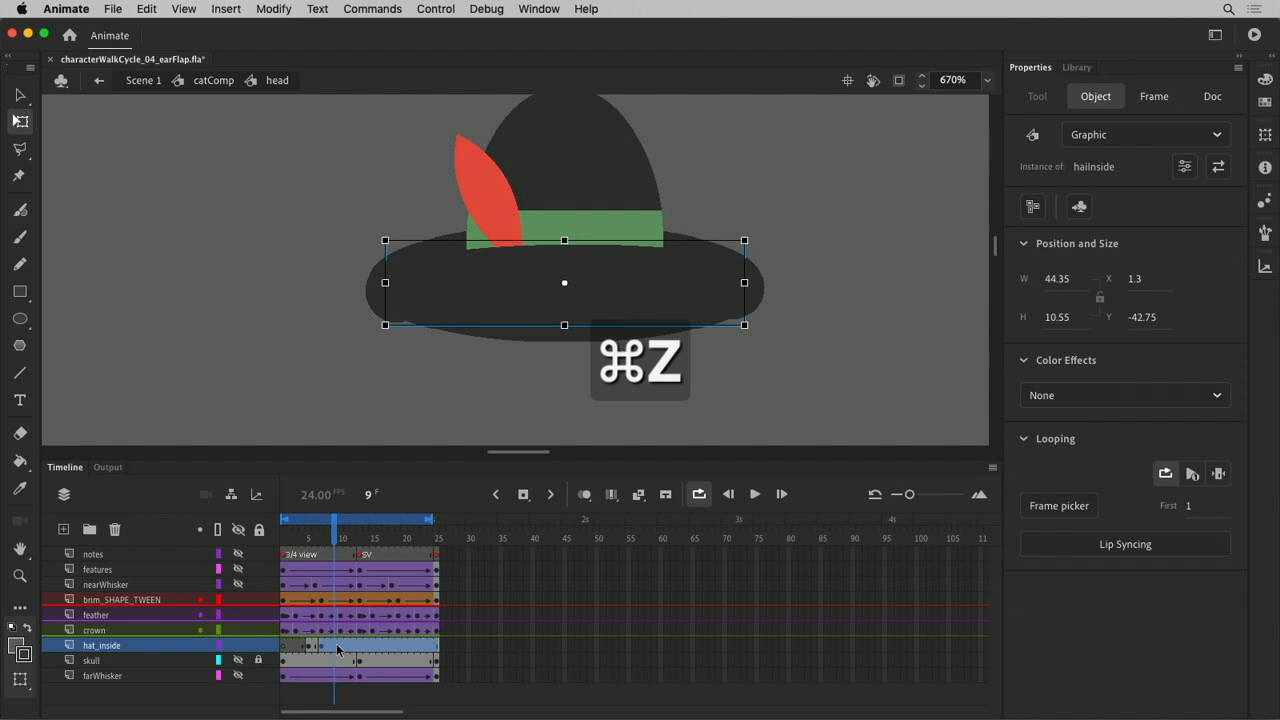 Animate File Edit View Insert Modify Text Commands Control Debug Window Help
Animate
characterWalkCycle_04_earFlap.fla*
Scene 1 catComp head 670%
Properties Library
Tool Object Frame Doc
Graphic
Instance of: haiInside
Position and Size
W 44.35 X 1.3
H 10.55 Y -42.75
Color Effects
None
Looping
Frame picker First 1
Lip Syncing
⌘Z
Timeline Output
24.00 FPS 9 F
1s 2s 3s 4s
5 10 15 20 25 30 35 40 45 50 55 60 65 70 75 80 85 90 95 100 105 11
notes 3/4 view SV
features
nearWhisker
brim_SHAPE_TWEEN
feather
crown
hat_inside
skull
farWhisker